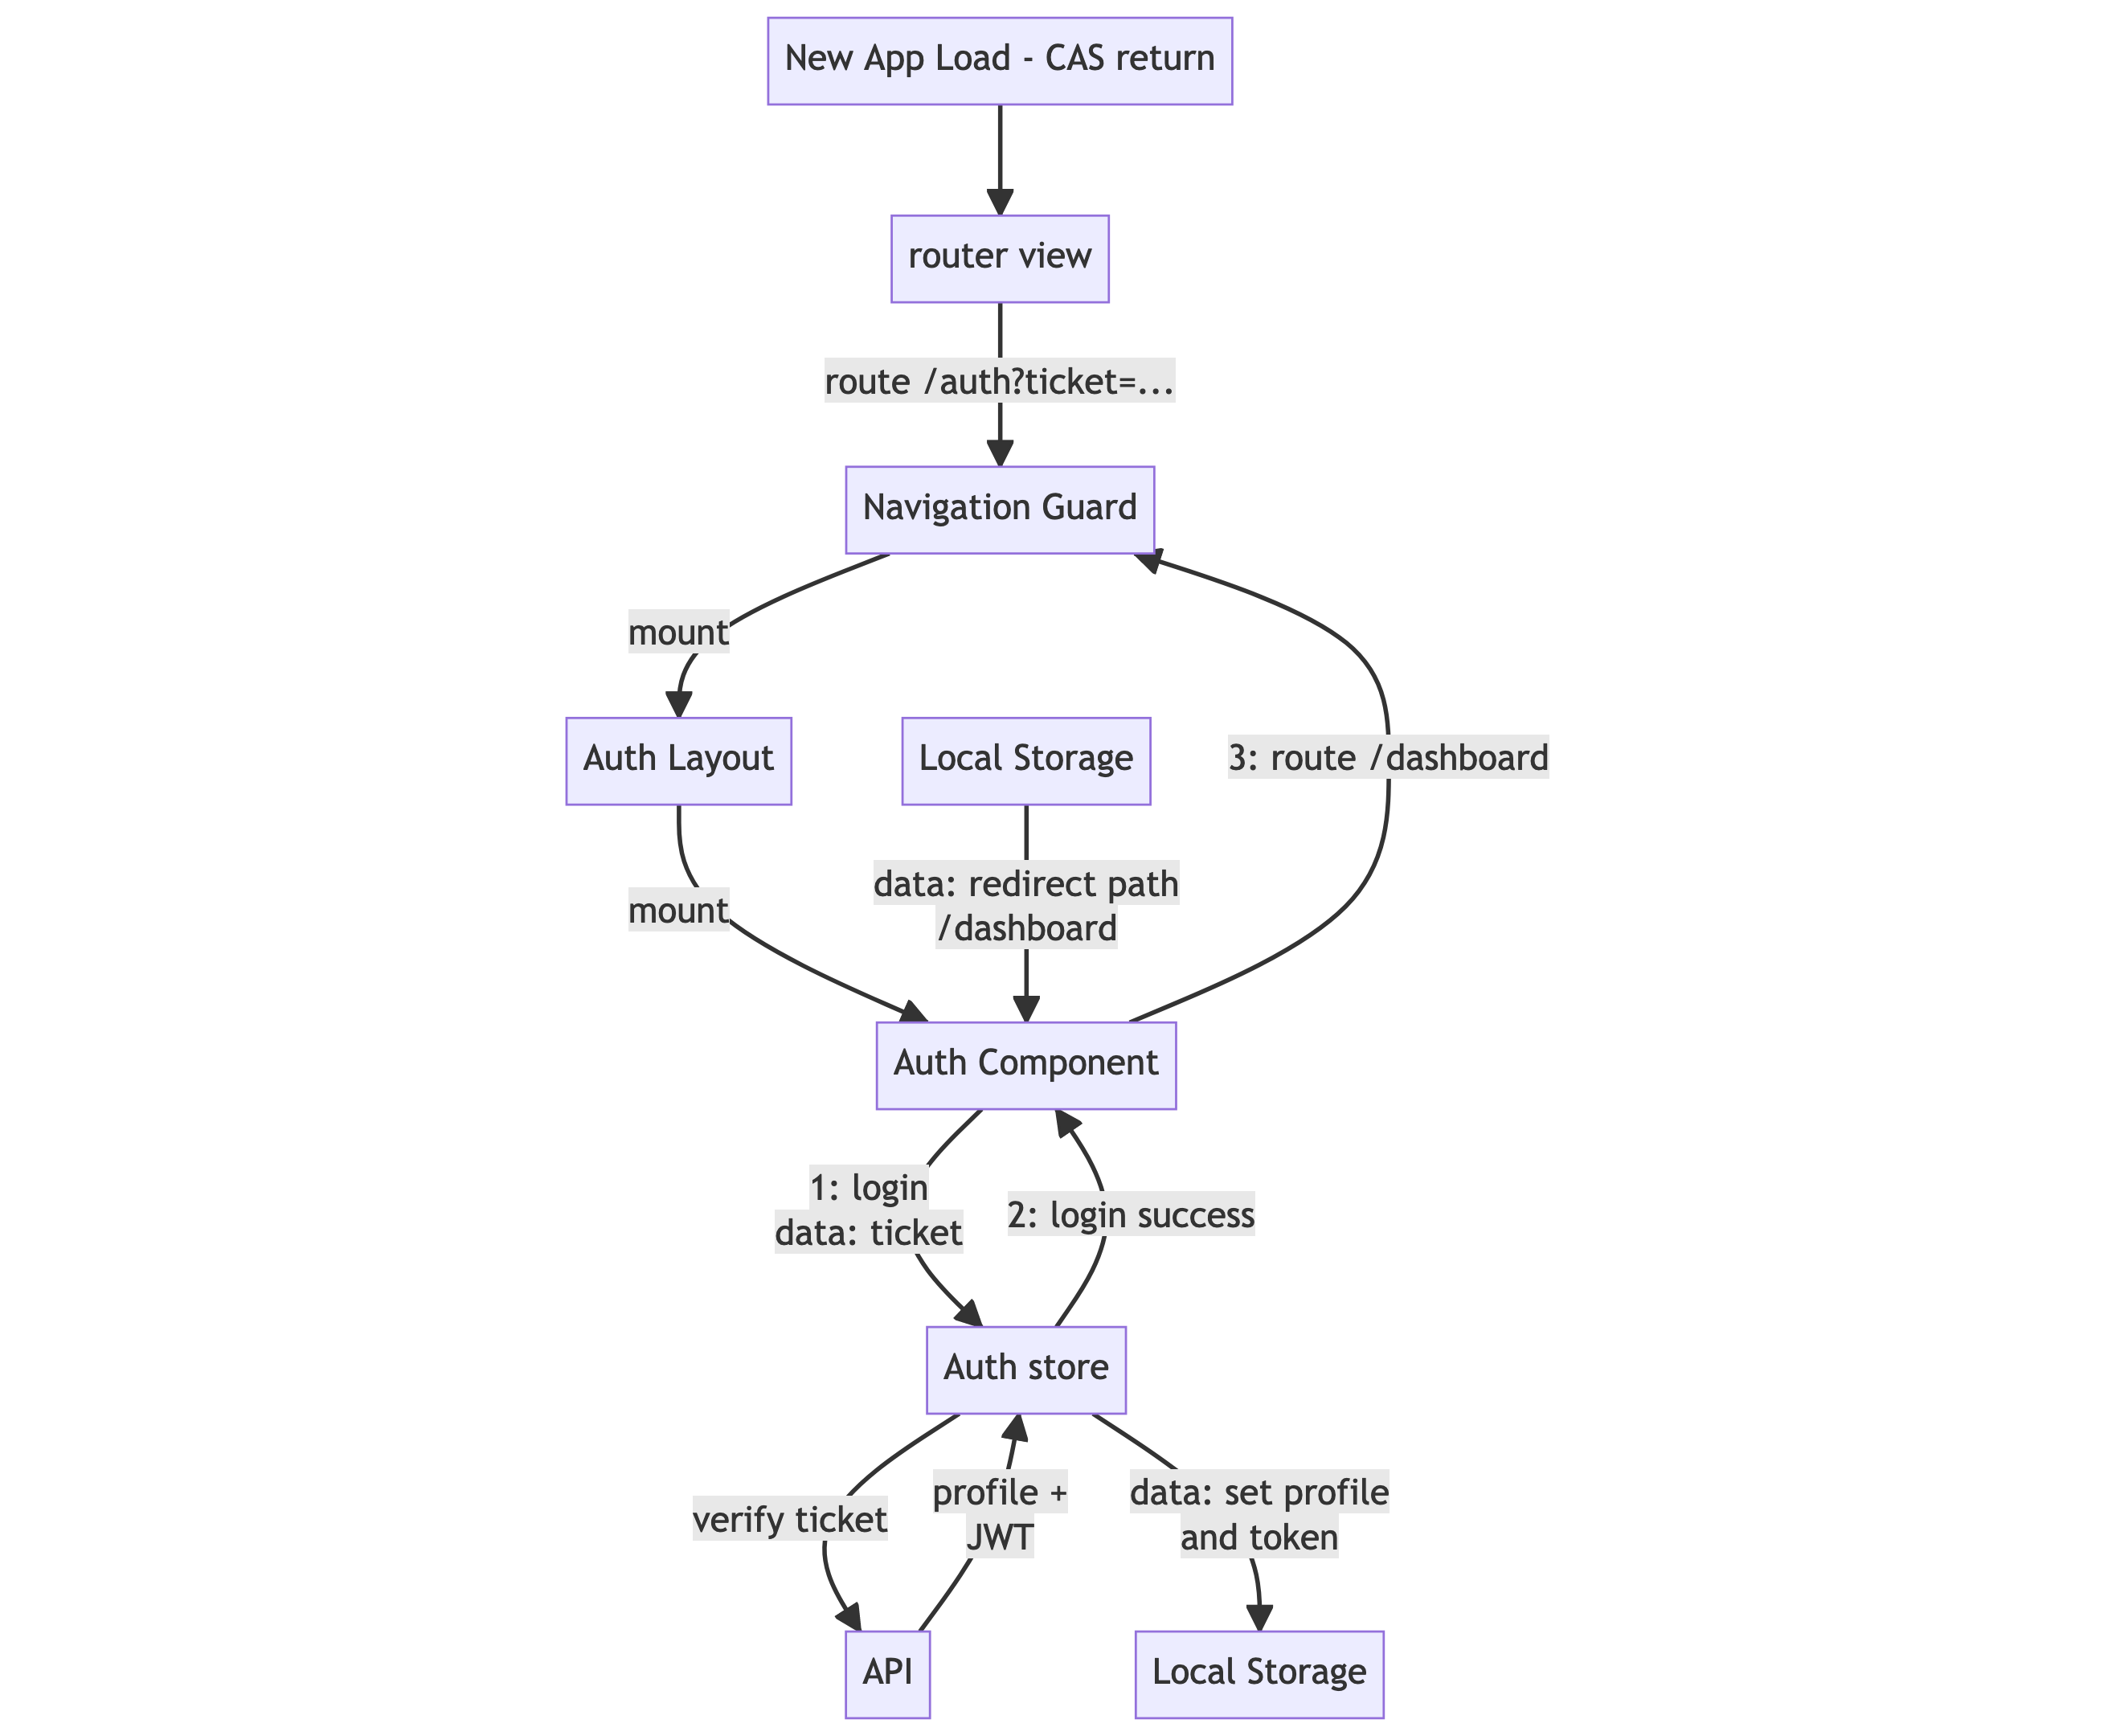 New App Load - CAS return
router view
route /auth?ticket=...
Navigation Guard
mount
Auth Layout
Local Storage
3: route /dashboard
mount
data: redirect path
/dashboard
Auth Component
1: login
data: ticket
2: login success
Auth store
verify ticket
profile +
JWT
data: set profile
and token
API
Local Storage